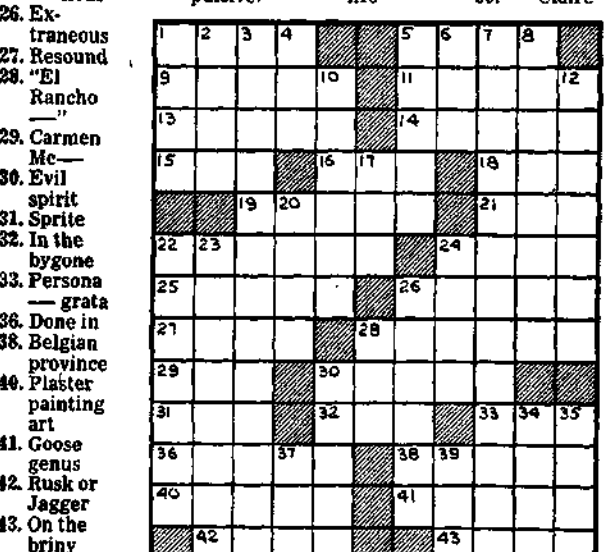 26. Ex-
traneous
27. Resound
28. "El
Rancho
—"
29. Carmen
Mc—
30. Evil
spirit
31. Sprite
32. In the
bygone
33. Persona
— grata
36. Done in
38. Belgian
province
40. Plaster
painting
art
41. Goose
genus
42. Rusk or
Jagger
43. On the
briny
1 2 3 4 5 6 7 8
9 10 11 12
13 14
15 16 17 18
19 20 21
22 23 24
25 26
27 28
29 30
31 32 33 34 35
36 37 38 39
40 41
42 43